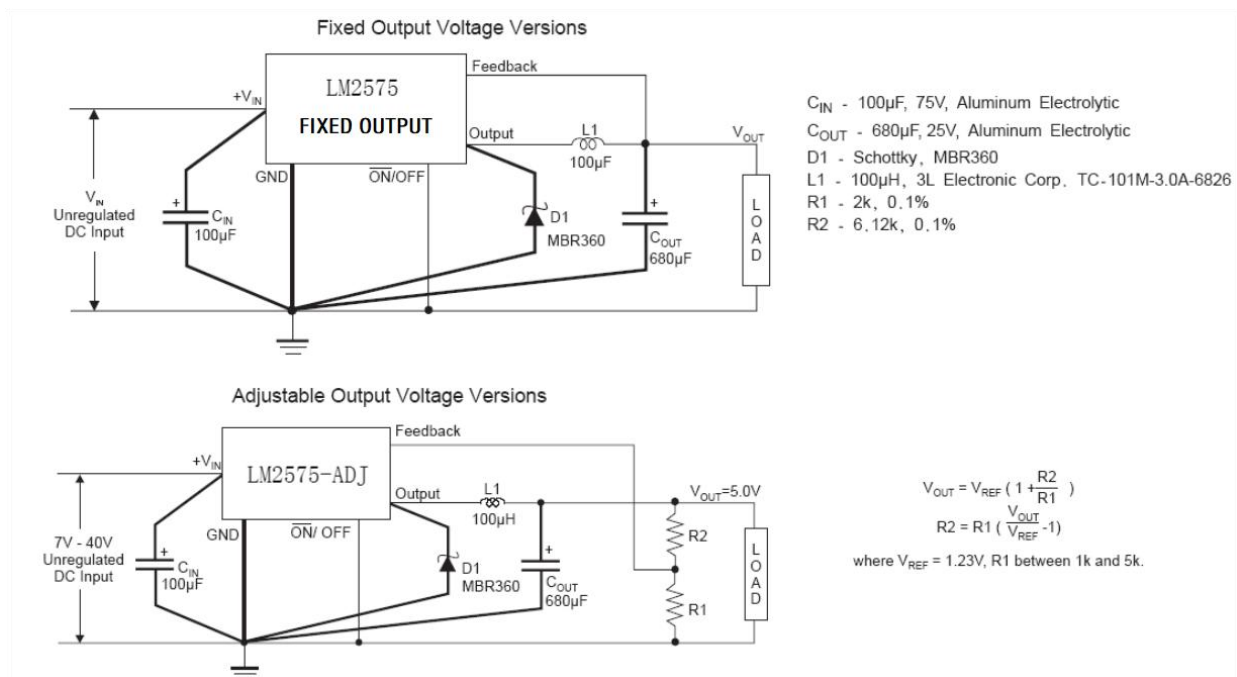 Fixed Output Voltage Versions
Feedback
LM2575
+VIN
FIXED OUTPUT
Output
L1
VOUT
100µF
GND
ON/OFF
VIN
Unregulated
DC Input
+
CIN
100µF
D1
MBR360
+
COUT
680µF
LOAD
CIN - 100µF, 75V, Aluminum Electrolytic
COUT - 680µF, 25V, Aluminum Electrolytic
D1 - Schottky, MBR360
L1 - 100µH, 3L Electronic Corp. TC-101M-3.0A-6826
R1 - 2k, 0.1%
R2 - 6.12k, 0.1%
Adjustable Output Voltage Versions
Feedback
+VIN
LM2575-ADJ
Output
L1
VOUT=5.0V
100µH
GND
ON/ OFF
7V - 40V
Unregulated
DC Input
+
CIN
100µF
D1
MBR360
+
COUT
680µF
R2
R1
LOAD
VOUT = VREF ( 1 + R2/R1 )
R2 = R1 ( VOUT/VREF -1)
where VREF = 1.23V, R1 between 1k and 5k.